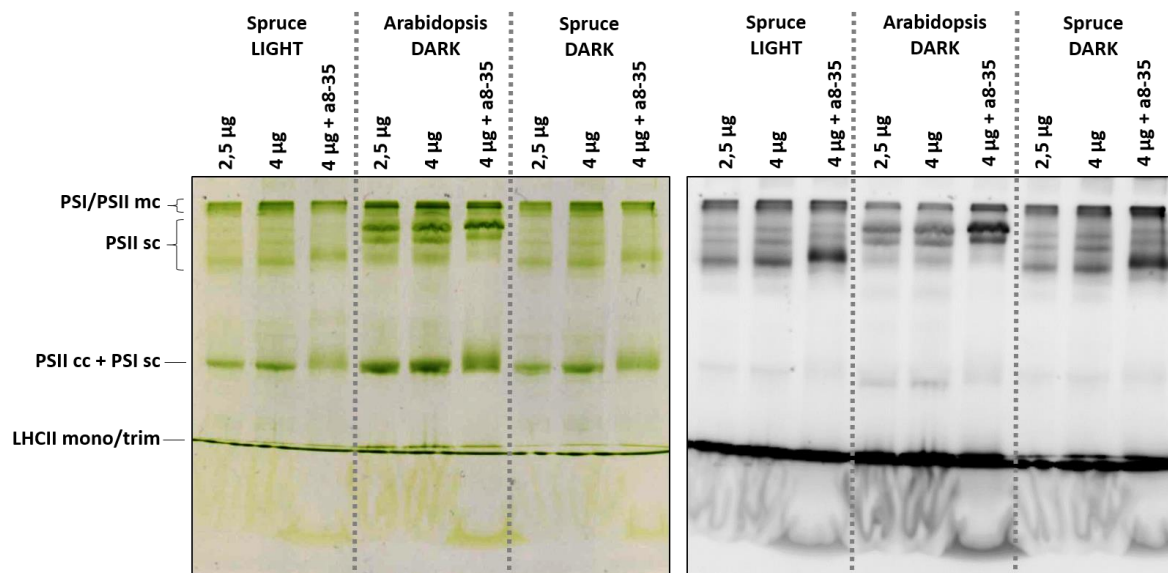 Spruce
LIGHT
Arabidopsis
DARK
Spruce
DARK
2,5 µg
4 µg
4 µg + a8-35
2,5 µg
4 µg
4 µg + a8-35
2,5 µg
4 µg
4 µg + a8-35
PSI/PSII mc
PSII sc
PSII cc + PSI sc
LHCII mono/trim
Spruce
LIGHT
Arabidopsis
DARK
Spruce
DARK
2,5 µg
4 µg
4 µg + a8-35
2,5 µg
4 µg
4 µg + a8-35
2,5 µg
4 µg
4 µg + a8-35